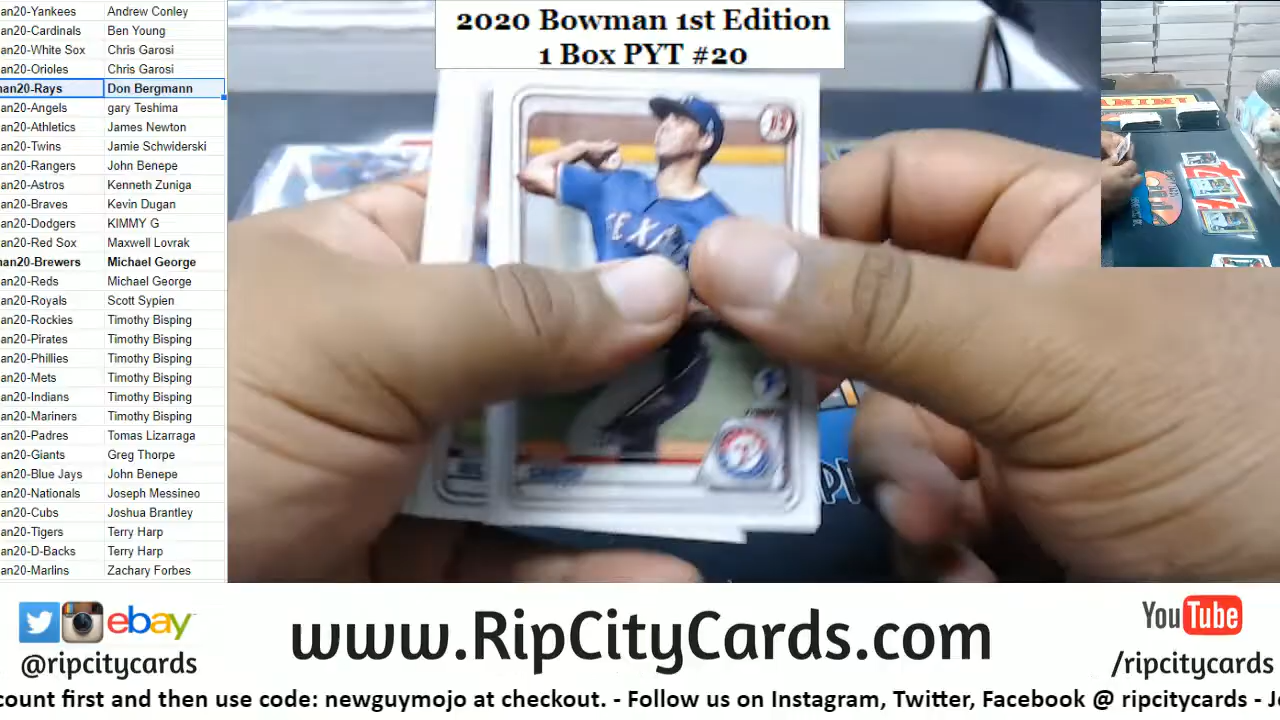 an20-Yankees Andrew Conley
an20-Cardinals Ben Young
an20-White Sox Chris Garosi
an20-Orioles Chris Garosi
nan20-Rays Don Bergmann
an20-Angels gary Teshima
an20-Athletics James Newton
an20-Twins Jamie Schwiderski
an20-Rangers John Benepe
an20-Astros Kenneth Zuniga
an20-Braves Kevin Dugan
an20-Dodgers KIMMY G
an20-Red Sox Maxwell Lovrak
nan20-Brewers Michael George
an20-Reds Michael George
an20-Royals Scott Sypien
an20-Rockies Timothy Bisping
an20-Pirates Timothy Bisping
an20-Phillies Timothy Bisping
an20-Mets Timothy Bisping
an20-Indians Timothy Bisping
an20-Mariners Timothy Bisping
an20-Padres Tomas Lizarraga
an20-Giants Greg Thorpe
an20-Blue Jays John Benepe
an20-Nationals Joseph Messineo
an20-Cubs Joshua Brantley
an20-Tigers Terry Harp
an20-D-Backs Terry Harp
an20-Marlins Zachary Forbes
2020 Bowman 1st Edition
1 Box PYT #20
TEXA
PANINI
ebay
@ripcitycards
www.RipCityCards.com
YouTube
/ripcitycards
count first and then use code: newguymojo at checkout. - Follow us on Instagram, Twitter, Facebook @ ripcitycards - Jo